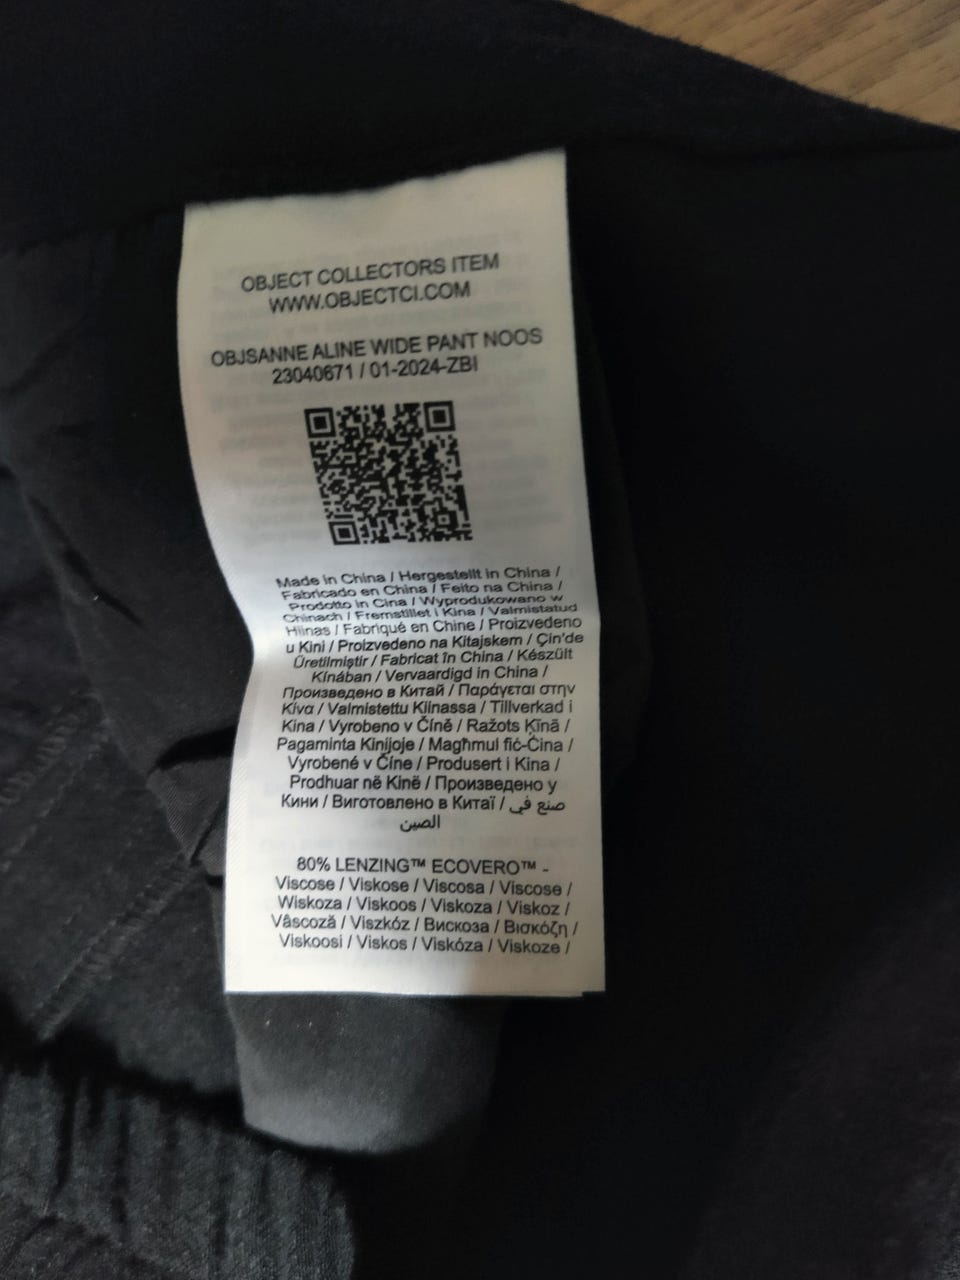 OBJECT COLLECTORS ITEM
WWW.OBJECTCI.COM
OBJSANNE ALINE WIDE PANT NOOS
23040671 / 01-2024-ZBI
Made in China / Hergestellt in China /
Fabricado en China / Feito na China /
Prodotto in Cina / Wyprodukowano w
Chinach / Fremstillet i Kina / Valmistatud
Hiinas / Fabriqué en Chine / Proizvedeno
u Kini / Proizvedeno na Kitajskem / Çin'de
Üretilmiştir / Fabricat în China / Készült
Kínában / Vervaardigd in China /
Произведено в Китай / Παράγεται στην
Κίνα / Valmistettu Kiinassa / Tillverkad i
Kina / Vyrobeno v Číně / Ražots Ķīnā /
Pagaminta Kinijoje / Magħmul fiċ-Ċina /
Vyrobené v Číne / Produsert i Kina /
Prodhuar në Kinë / Произведено у
Кини / Виготовлено в Китаї / صنع في
الصين
80% LENZING™ ECOVERO™ -
Viscose / Viskose / Viscosa / Viscose /
Wiskoza / Viskoos / Viskoza / Viskoz /
Vâscoză / Viszkóz / Вискоза / Βισκόζη /
Viskoosi / Viskos / Viskóza / Viskoze /